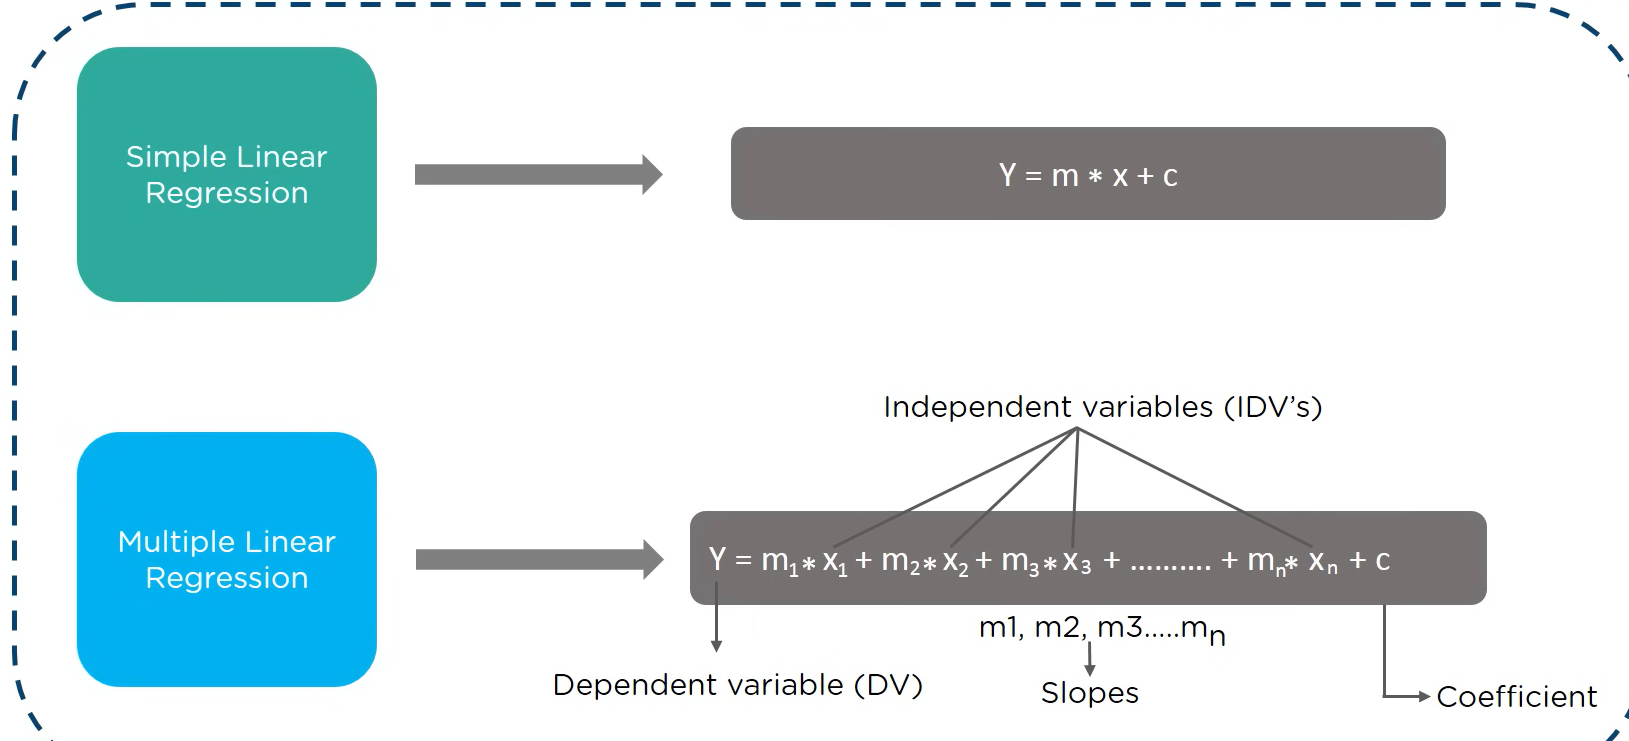 Simple Linear
Regression
Y = m * x + c
Independent variables (IDV's)
Multiple Linear
Regression
Y = m₁* x₁ + m₂* x₂ + m₃* x₃ + .......... + mₙ* xₙ + c
m1, m2, m3.....mₙ
Dependent variable (DV)
Slopes
Coefficient